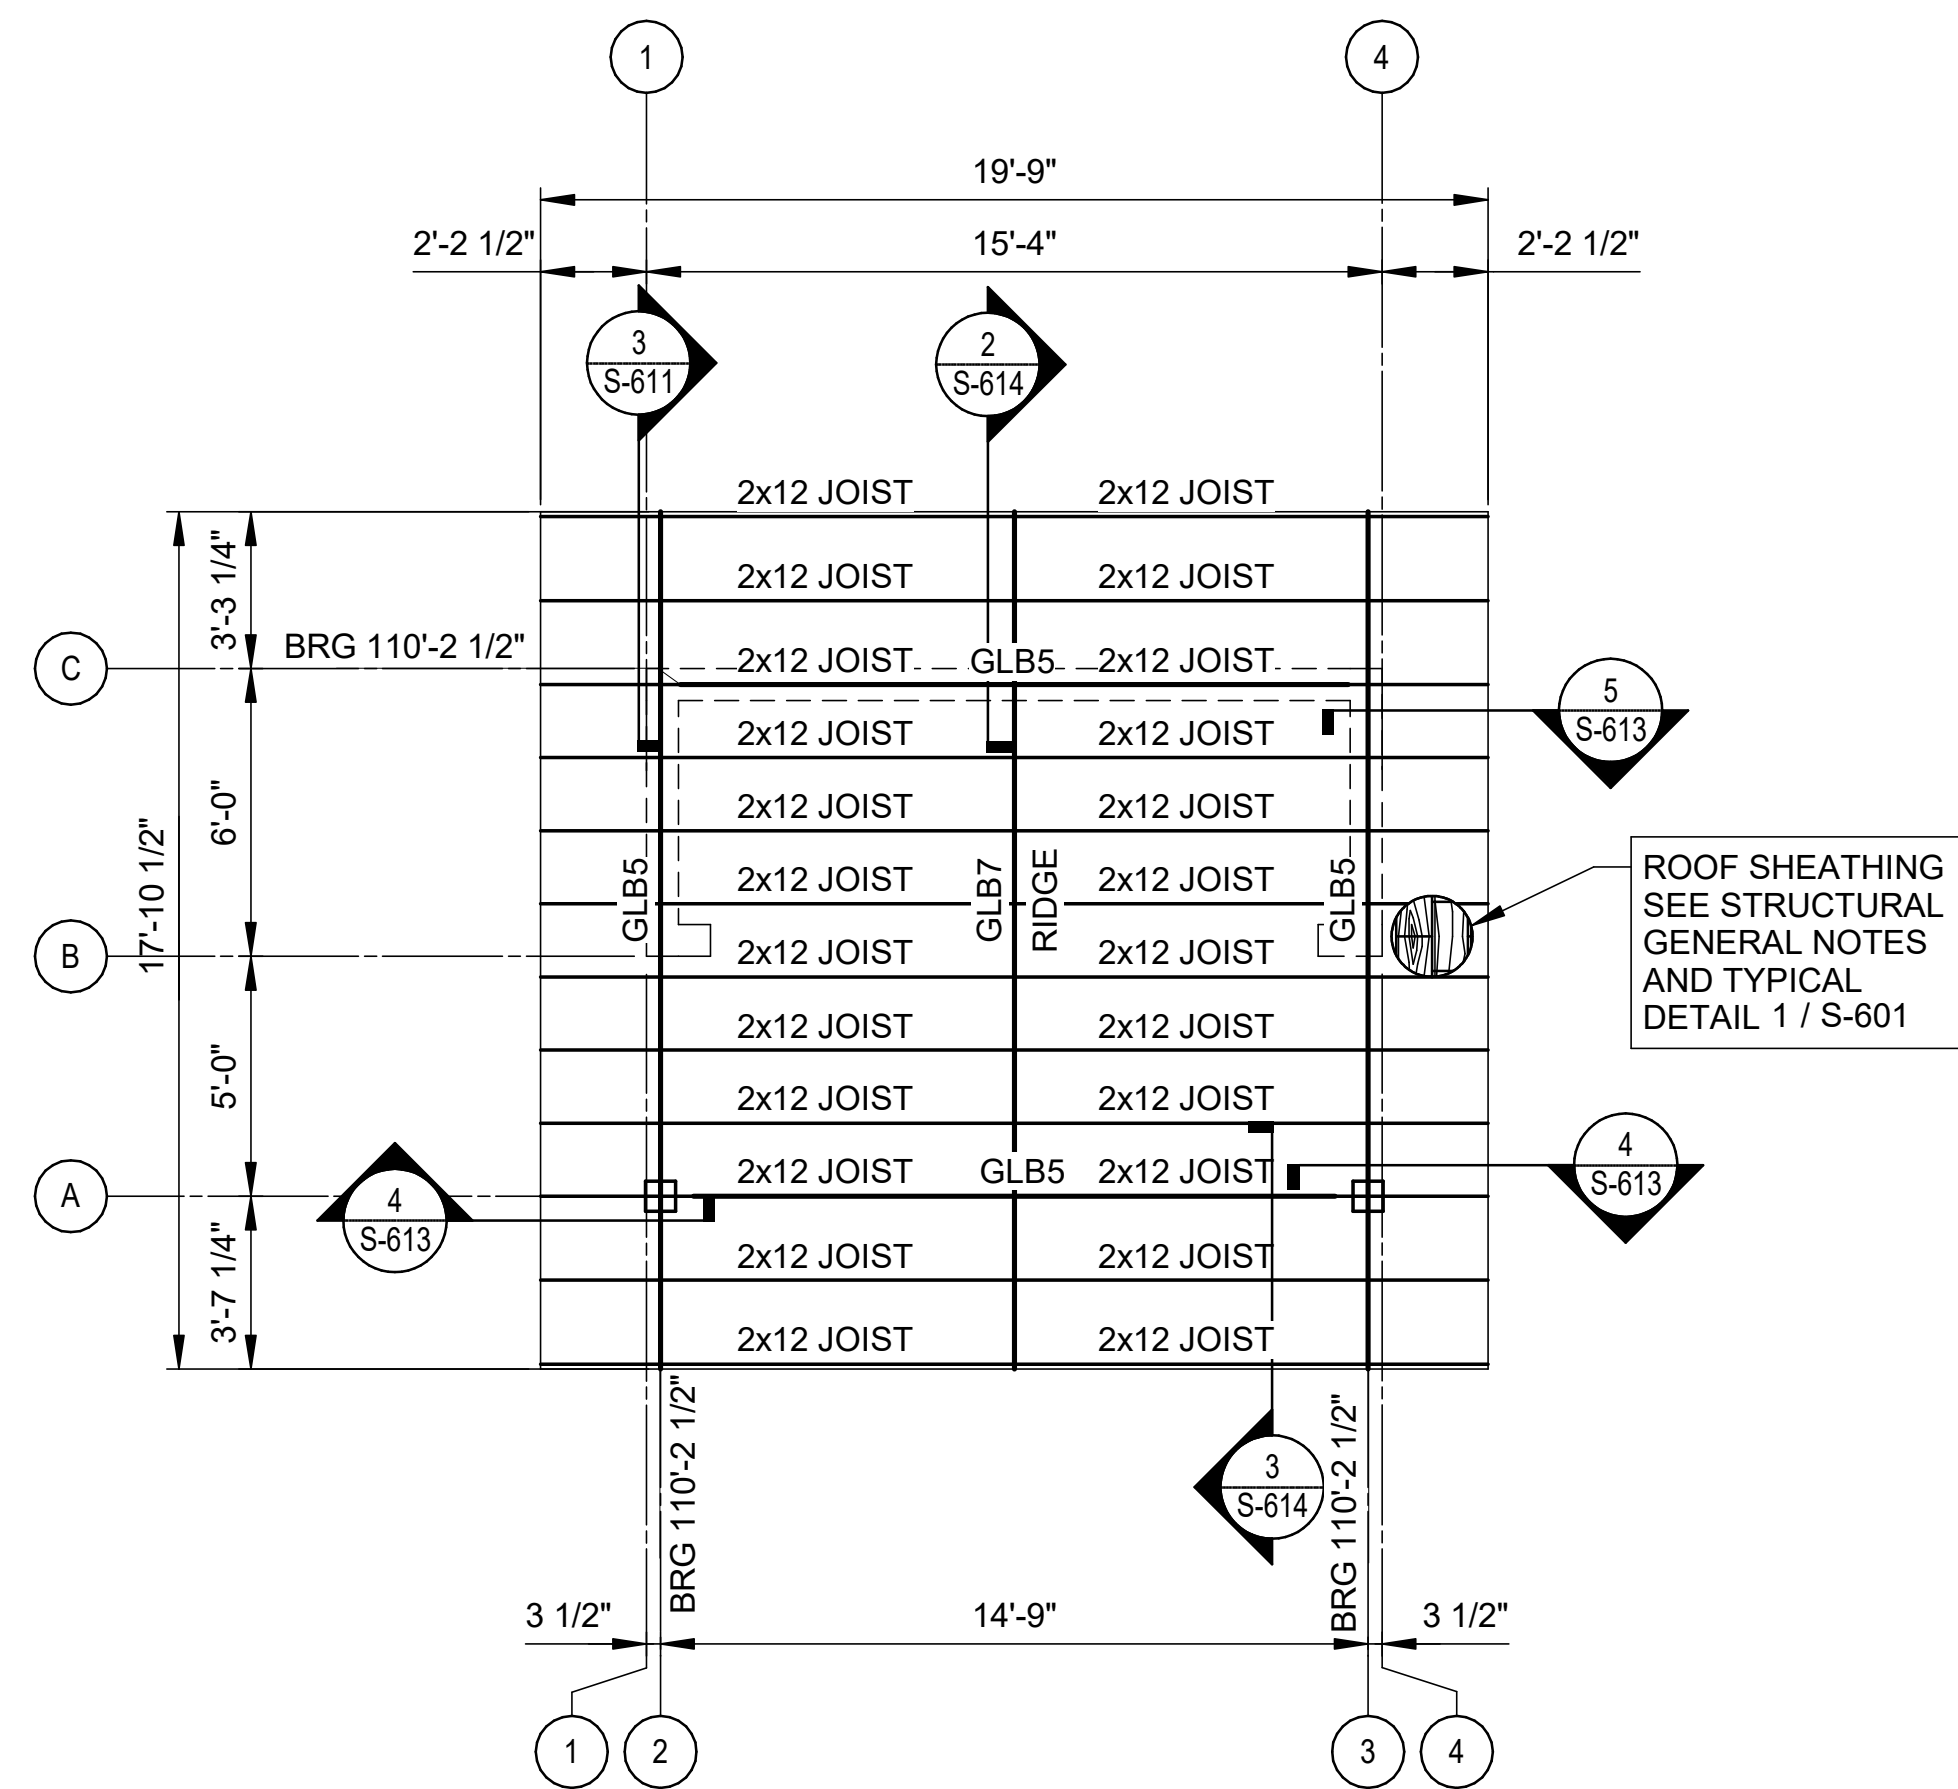 1
4
19'-9"
2'-2 1/2"
15'-4"
2'-2 1/2"
3
S-611
2
S-614
2x12 JOIST
2x12 JOIST
3'-3 1/4"
2x12 JOIST
2x12 JOIST
C
BRG 110'-2 1/2"
2x12 JOIST
GLB5
2x12 JOIST
5
S-613
2x12 JOIST
2x12 JOIST
6'-0"
2x12 JOIST
2x12 JOIST
17'-10 1/2"
GLB5
2x12 JOIST
GLB7
RIDGE
2x12 JOIST
GLB5
ROOF SHEATHING
SEE STRUCTURAL
GENERAL NOTES
AND TYPICAL
DETAIL 1 / S-601
B
2x12 JOIST
2x12 JOIST
5'-0"
2x12 JOIST
2x12 JOIST
2x12 JOIST
2x12 JOIST
A
4
S-613
2x12 JOIST
GLB5
2x12 JOIST
4
S-613
3'-7 1/4"
2x12 JOIST
2x12 JOIST
2x12 JOIST
2x12 JOIST
BRG 110'-2 1/2"
3
S-614
BRG 110'-2 1/2"
3 1/2"
14'-9"
3 1/2"
1
2
3
4